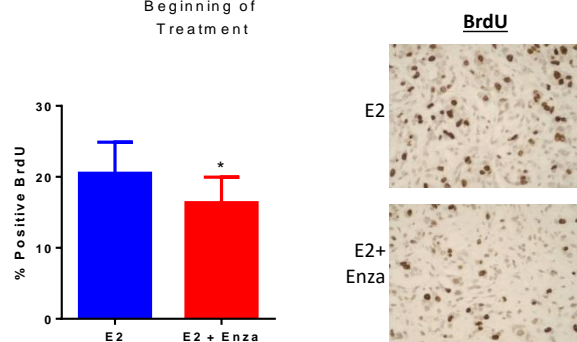 Beginning of
Treatment
30
20
10
0
% Positive BrdU
*
E2
E2 + Enza
BrdU
E2
E2+
Enza